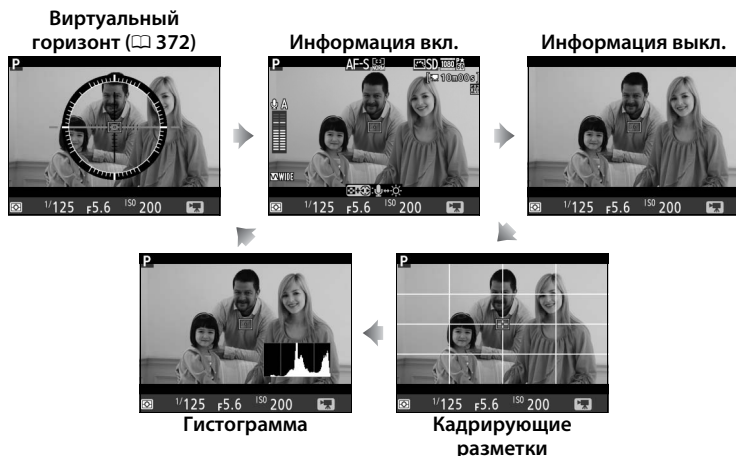 Виртуальный
горизонт (372)
Информация вкл.
Информация выкл.
P
1/125 F5.6 ISO 200
P
AF-S SD 1080
10m00s
A
WIDE
1/125 F5.6 ISO 200
1/125 F5.6 ISO 200
P
1/125 F5.6 ISO 200
P
1/125 F5.6 ISO 200
Гистограмма
Кадрирующие
разметки